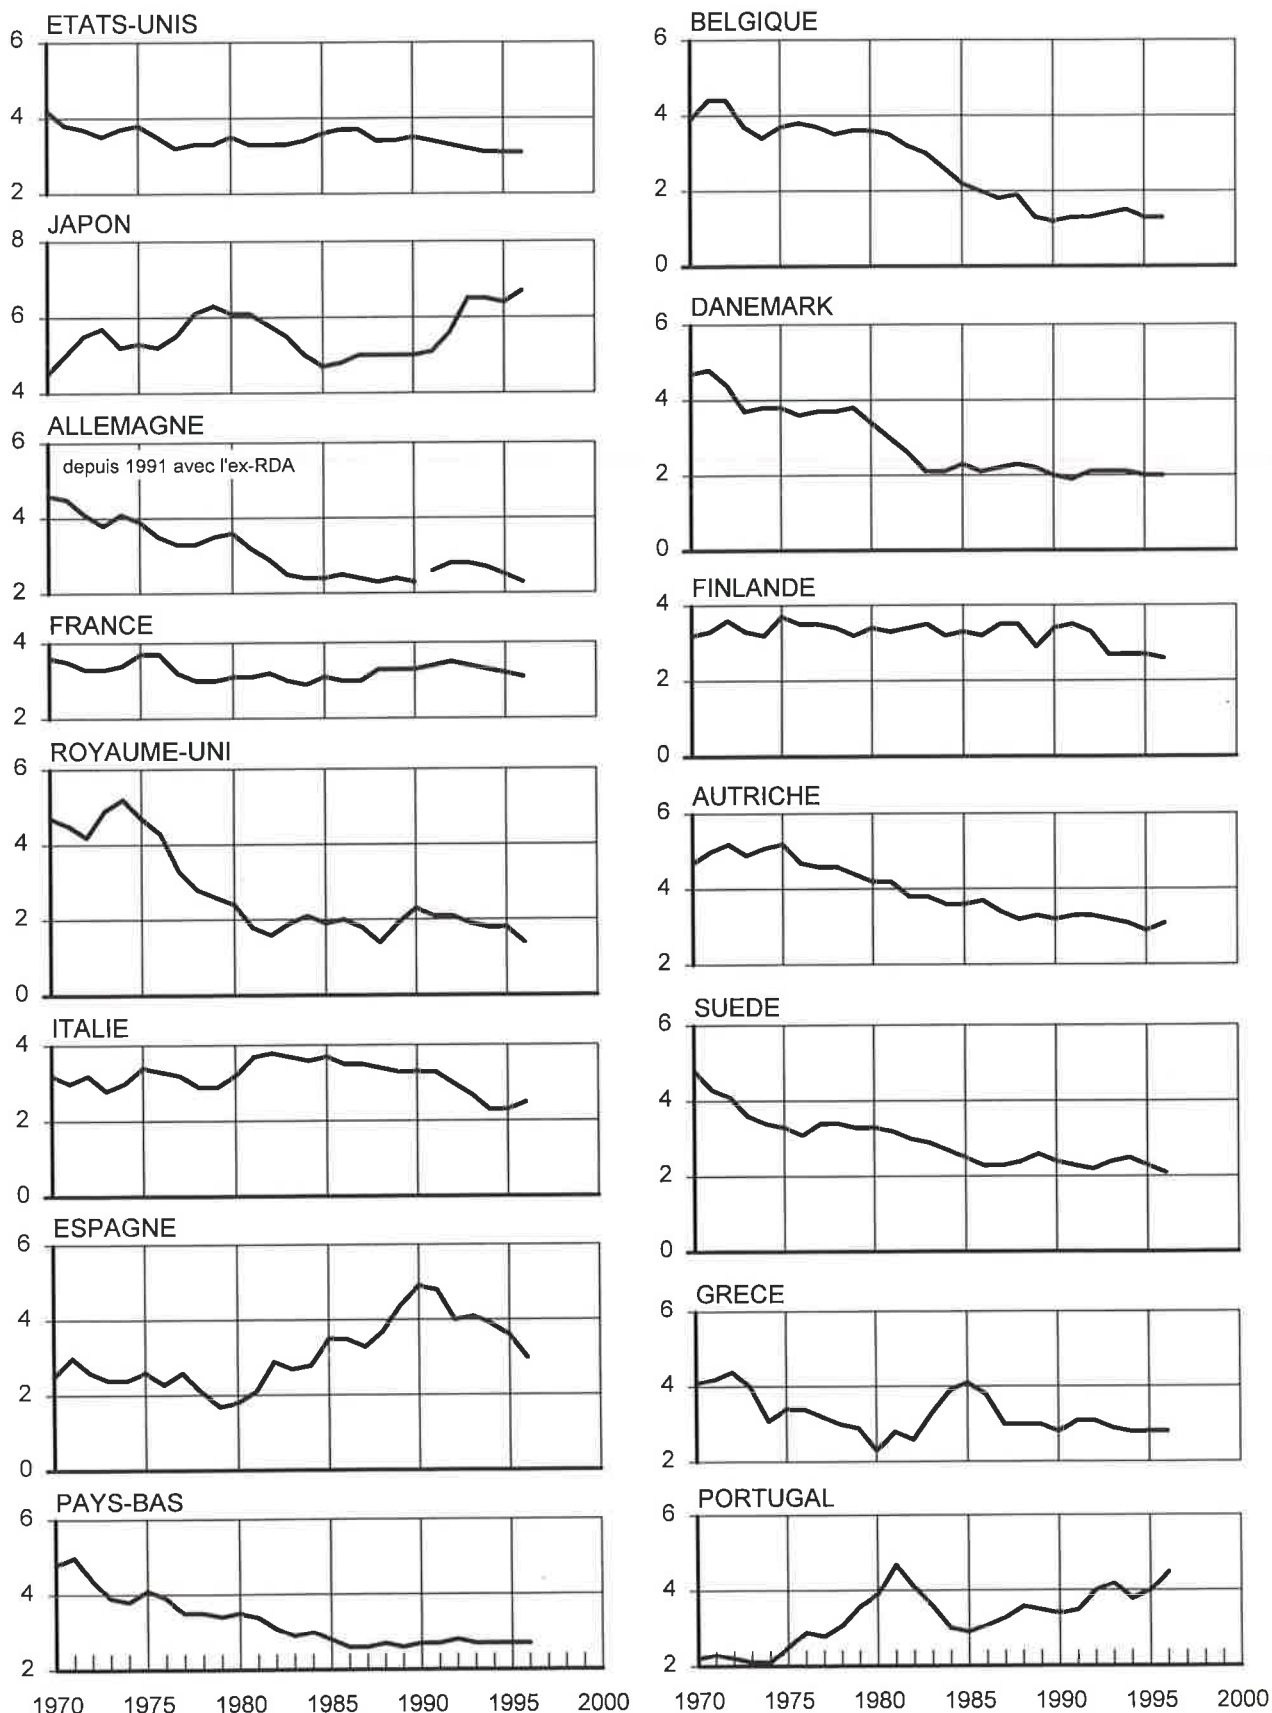 ETATS-UNIS
6
4
2
JAPON
8
6
4
ALLEMAGNE
6
depuis 1991 avec l'ex-RDA
4
2
FRANCE
4
2
ROYAUME-UNI
6
4
2
0
ITALIE
4
2
0
ESPAGNE
6
4
2
0
PAYS-BAS
6
4
2
1970 1975 1980 1985 1990 1995 2000
BELGIQUE
6
4
2
0
DANEMARK
6
4
2
0
FINLANDE
4
2
0
AUTRICHE
6
4
2
SUEDE
6
4
2
0
GRECE
6
4
2
PORTUGAL
6
4
2
1970 1975 1980 1985 1990 1995 2000